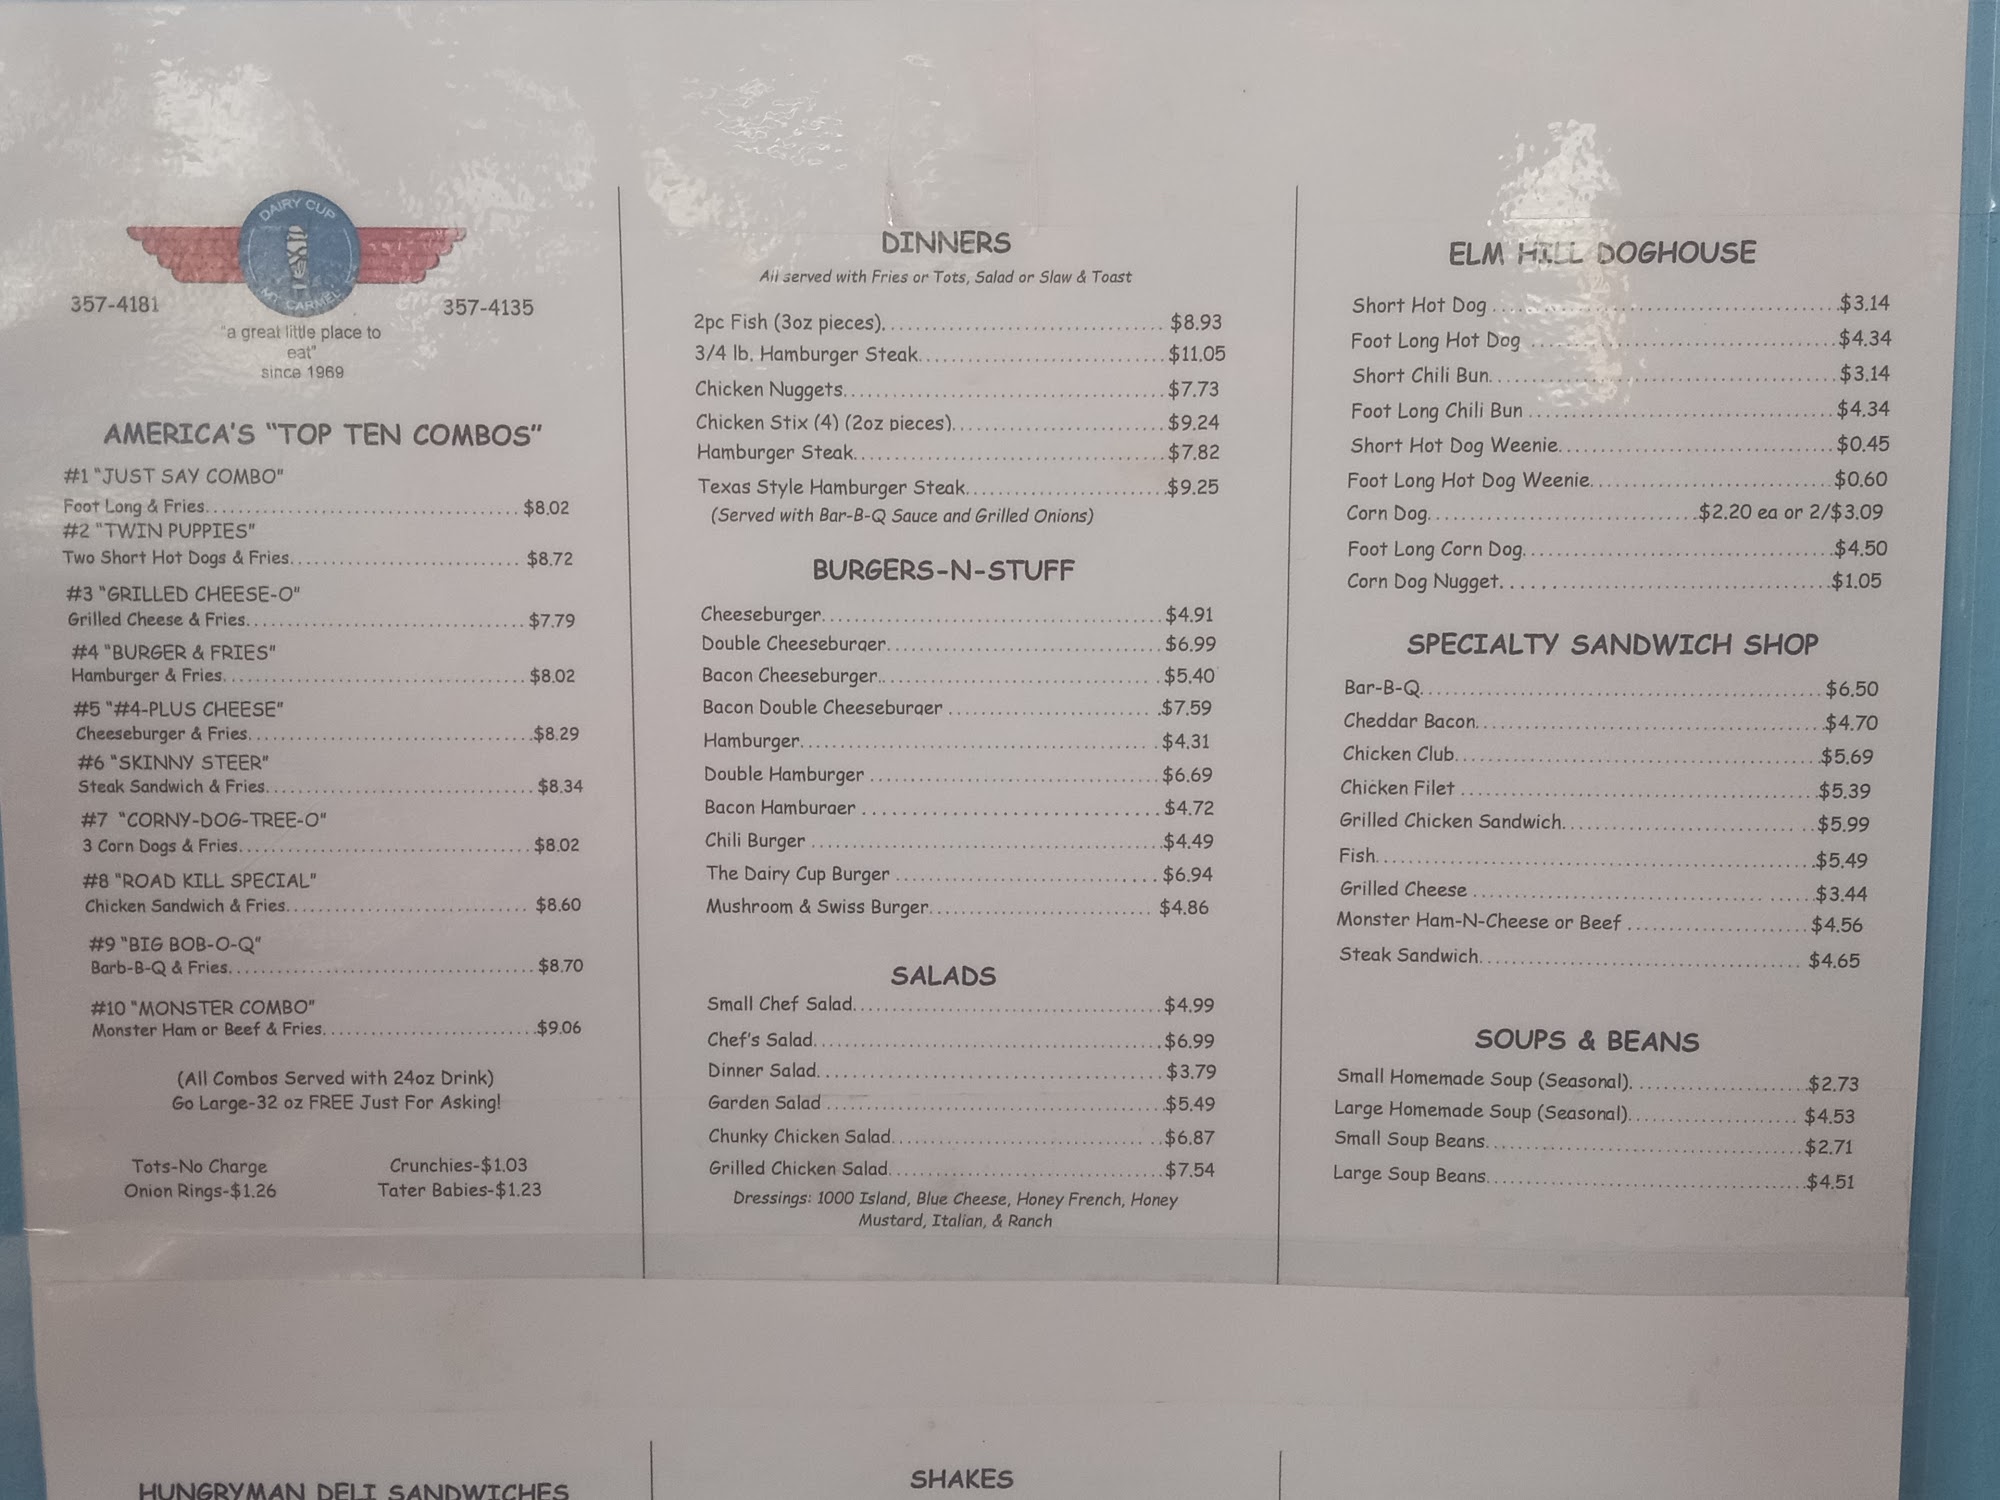 DAIRY CUP
MT. CARMEL
357-4181
357-4135
"a great little place to
eat"
since 1969
AMERICA'S "TOP TEN COMBOS"
#1 "JUST SAY COMBO"
Foot Long & Fries $8.02
#2 "TWIN PUPPIES"
Two Short Hot Dogs & Fries $8.72
#3 "GRILLED CHEESE-O"
Grilled Cheese & Fries $7.79
#4 "BURGER & FRIES"
Hamburger & Fries $8.02
#5 "#4-PLUS CHEESE"
Cheeseburger & Fries $8.29
#6 "SKINNY STEER"
Steak Sandwich & Fries $8.34
#7 "CORNY-DOG-TREE-O"
3 Corn Dogs & Fries $8.02
#8 "ROAD KILL SPECIAL"
Chicken Sandwich & Fries $8.60
#9 "BIG BOB-O-Q"
Barb-B-Q & Fries $8.70
#10 "MONSTER COMBO"
Monster Ham or Beef & Fries $9.06
(All Combos Served with 24oz Drink)
Go Large-32 oz FREE Just For Asking!
Tots-No Charge Crunchies-$1.03
Onion Rings-$1.26 Tater Babies-$1.23
DINNERS
All served with Fries or Tots, Salad or Slaw & Toast
2pc Fish (3oz pieces) $8.93
3/4 lb. Hamburger Steak $11.05
Chicken Nuggets $7.73
Chicken Stix (4) (2oz pieces) $9.24
Hamburger Steak $7.82
Texas Style Hamburger Steak $9.25
(Served with Bar-B-Q Sauce and Grilled Onions)
BURGERS-N-STUFF
Cheeseburger $4.91
Double Cheeseburger $6.99
Bacon Cheeseburger $5.40
Bacon Double Cheeseburger $7.59
Hamburger $4.31
Double Hamburger $6.69
Bacon Hamburger $4.72
Chili Burger $4.49
The Dairy Cup Burger $6.94
Mushroom & Swiss Burger $4.86
SALADS
Small Chef Salad $4.99
Chef's Salad $6.99
Dinner Salad $3.79
Garden Salad $5.49
Chunky Chicken Salad $6.87
Grilled Chicken Salad $7.54
Dressings: 1000 Island, Blue Cheese, Honey French, Honey
Mustard, Italian, & Ranch
ELM HILL DOGHOUSE
Short Hot Dog $3.14
Foot Long Hot Dog $4.34
Short Chili Bun $3.14
Foot Long Chili Bun $4.34
Short Hot Dog Weenie $0.45
Foot Long Hot Dog Weenie $0.60
Corn Dog $2.20 ea or 2/$3.09
Foot Long Corn Dog $4.50
Corn Dog Nugget $1.05
SPECIALTY SANDWICH SHOP
Bar-B-Q $6.50
Cheddar Bacon $4.70
Chicken Club $5.69
Chicken Filet $5.39
Grilled Chicken Sandwich $5.99
Fish $5.49
Grilled Cheese $3.44
Monster Ham-N-Cheese or Beef $4.56
Steak Sandwich $4.65
SOUPS & BEANS
Small Homemade Soup (Seasonal) $2.73
Large Homemade Soup (Seasonal) $4.53
Small Soup Beans $2.71
Large Soup Beans $4.51
HUNGRYMAN DELI SANDWICHES
SHAKES